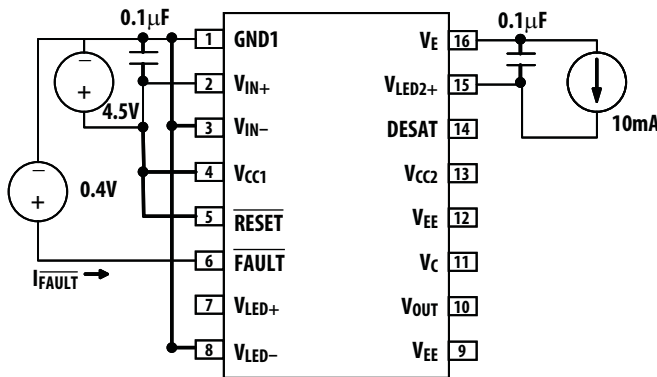 0.1μF
0.1μF
1 GND1
VE 16
2 VIN+
VLED2+ 15
4.5V
3 VIN–
DESAT 14
10mA
4 VCC1
VCC2 13
0.4V
5 RESET
VEE 12
6 FAULT
VC 11
IFAULT
7 VLED+
VOUT 10
8 VLED–
VEE 9
− +
− +